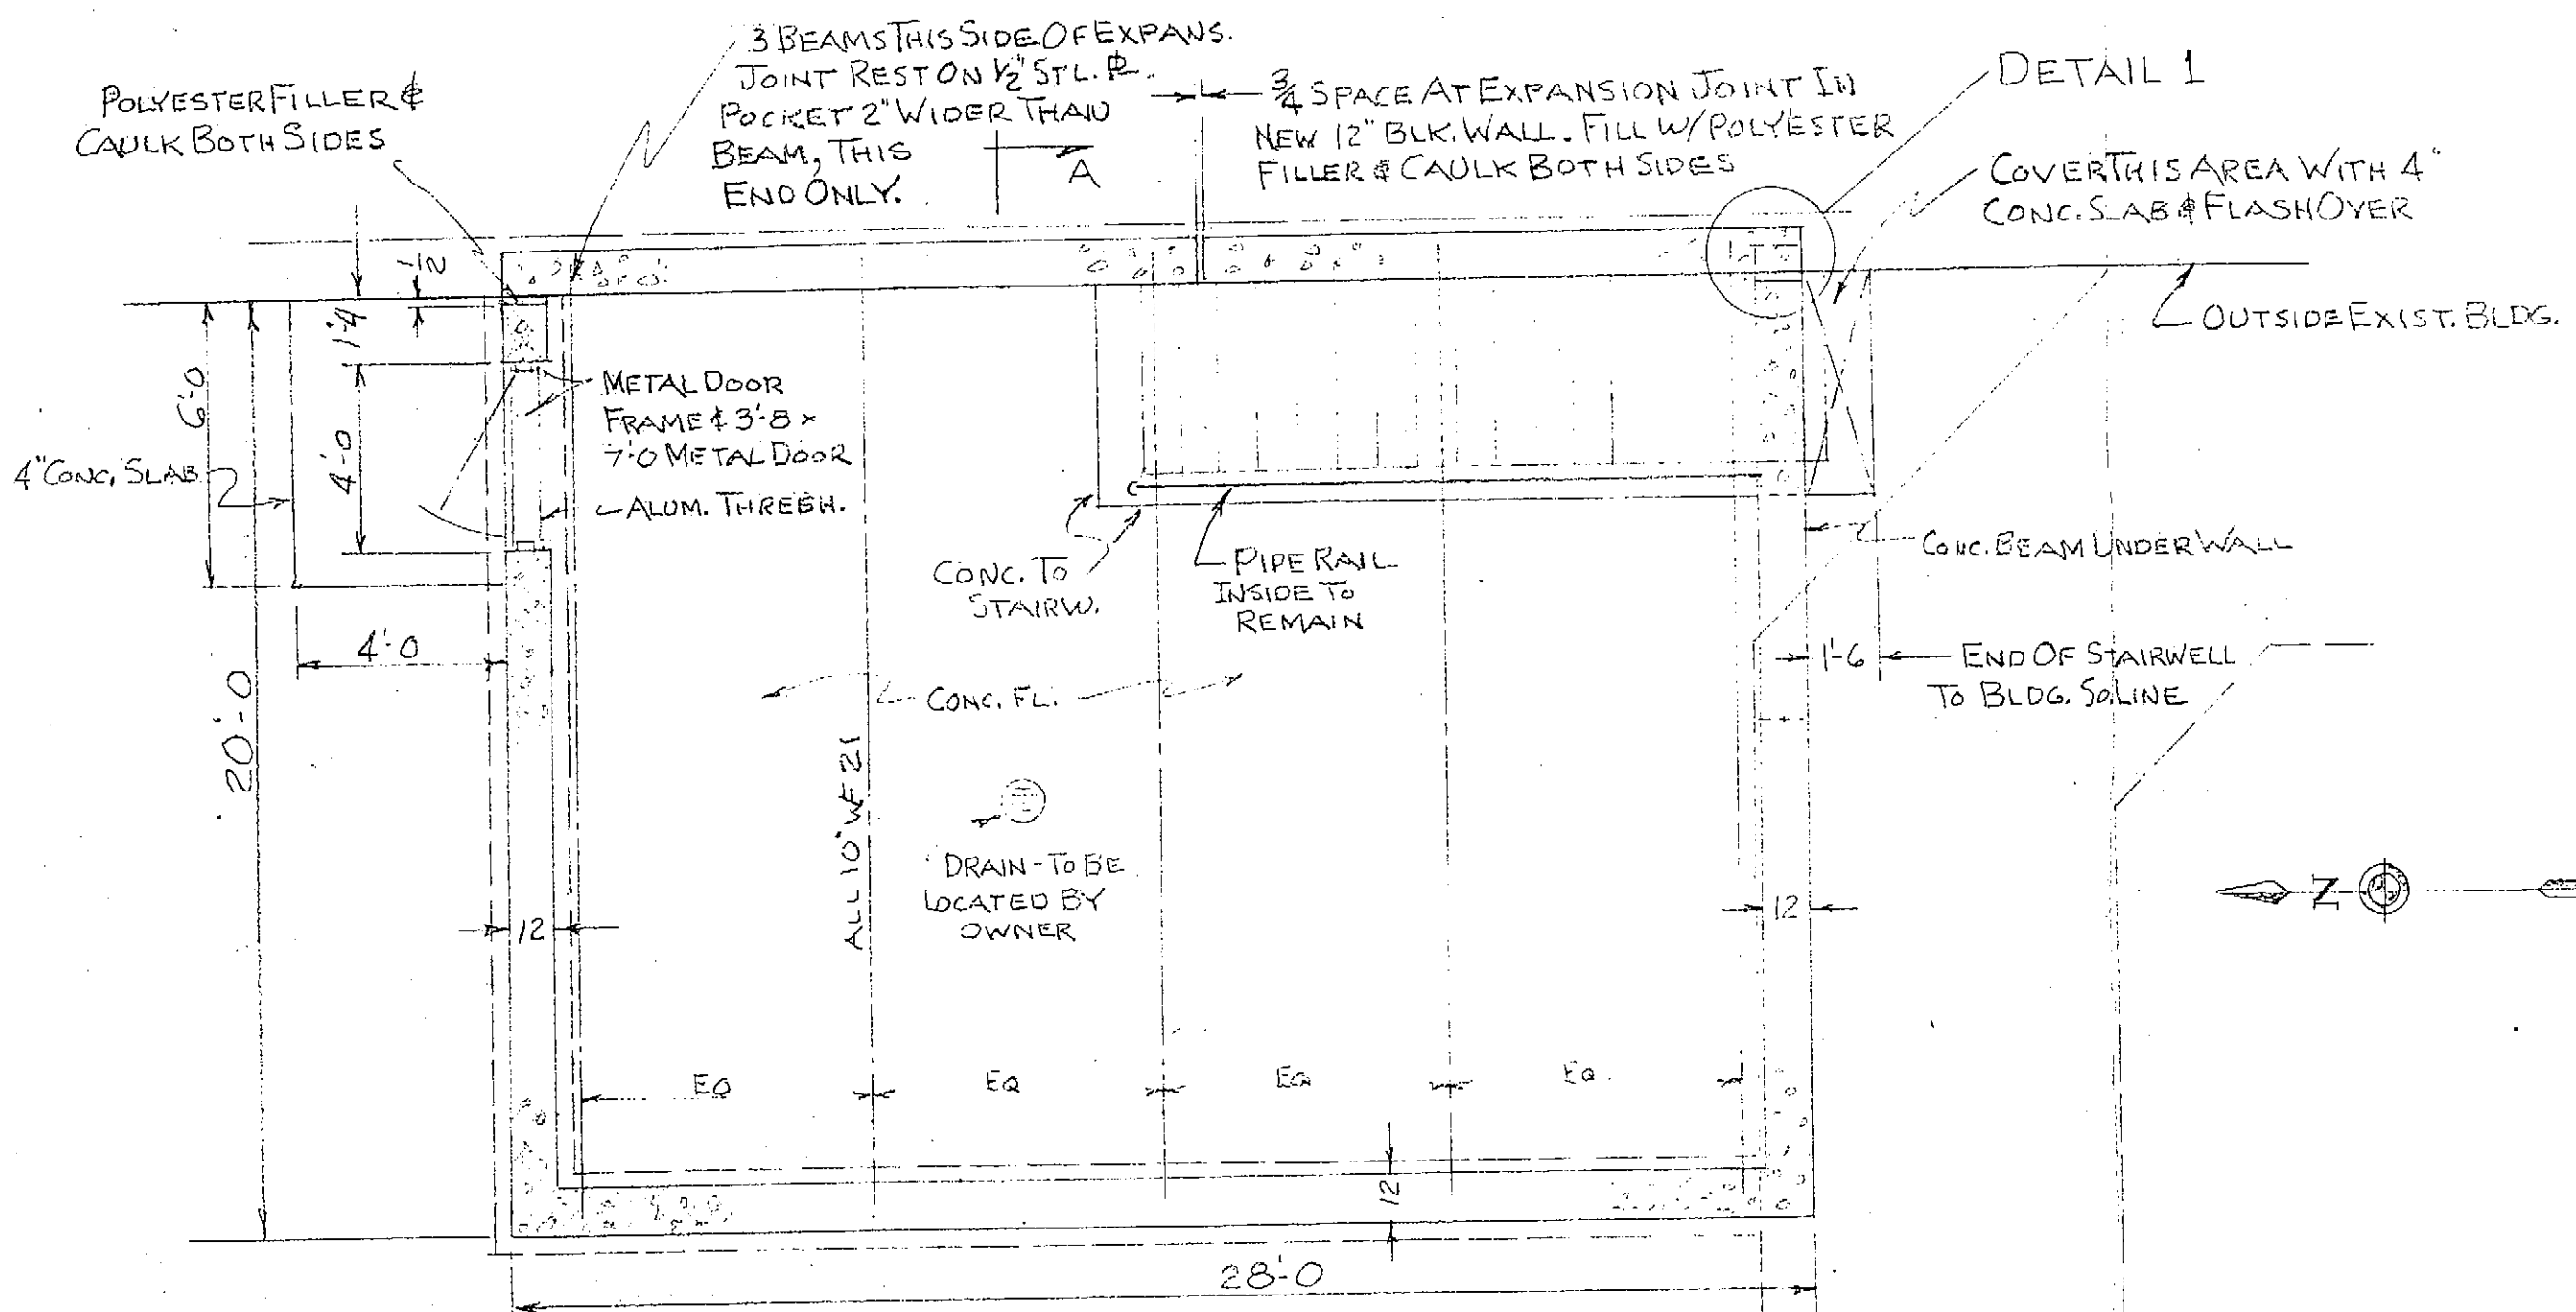 3 BEAMS THIS SIDE OF EXPANS.
JOINT REST ON 1/2" STL. PL.
POCKET 2" WIDER THAN
BEAM, THIS
END ONLY.
POLYESTER FILLER &
CAULK BOTH SIDES
A
3/4 SPACE AT EXPANSION JOINT IN
NEW 12" BLK. WALL. FILL W/ POLYESTER
FILLER & CAULK BOTH SIDES
DETAIL 1
COVER THIS AREA WITH 4"
CONC. SLAB & FLASH OVER
OUTSIDE EXIST. BLDG.
1/2
1'-4
6'-0
4'-0
METAL DOOR
FRAME & 3'-8 x
7'-0 METAL DOOR
4" CONC. SLAB
ALUM. THRESH.
CONC. TO
STAIRW.
PIPE RAIL
INSIDE TO
REMAIN
CONC. BEAM UNDER WALL
4'-0
20'-0
CONC. FL.
1'-6
END OF STAIRWELL
TO BLDG. SO. LINE
ALL 10" WF 21
DRAIN - TO BE
LOCATED BY
OWNER
12
12
N
EQ
EQ
EQ
EQ
12
28'-0